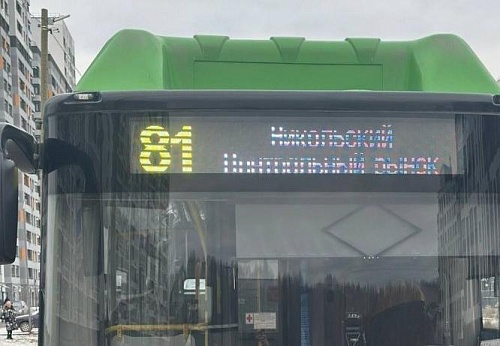 81
Никольский
Центральный рынок